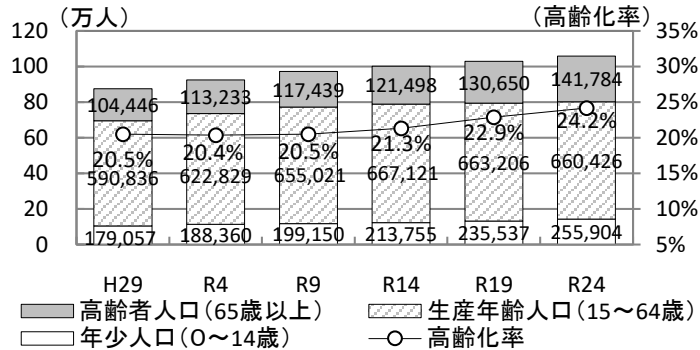 (万人)
(高齢化率)
120
100
80
60
40
20
0
35%
30%
25%
20%
15%
10%
5%
104,446 113,233 117,439 121,498 130,650 141,784
20.5% 20.4% 20.5% 21.3% 22.9% 24.2%
590,836 622,829 655,021 667,121 663,206 660,426
179,057 188,360 199,150 213,755 235,537 255,904
H29 R4 R9 R14 R19 R24
高齢者人口(65歳以上) 生産年齢人口(15～64歳)
年少人口(0～14歳) 高齢化率